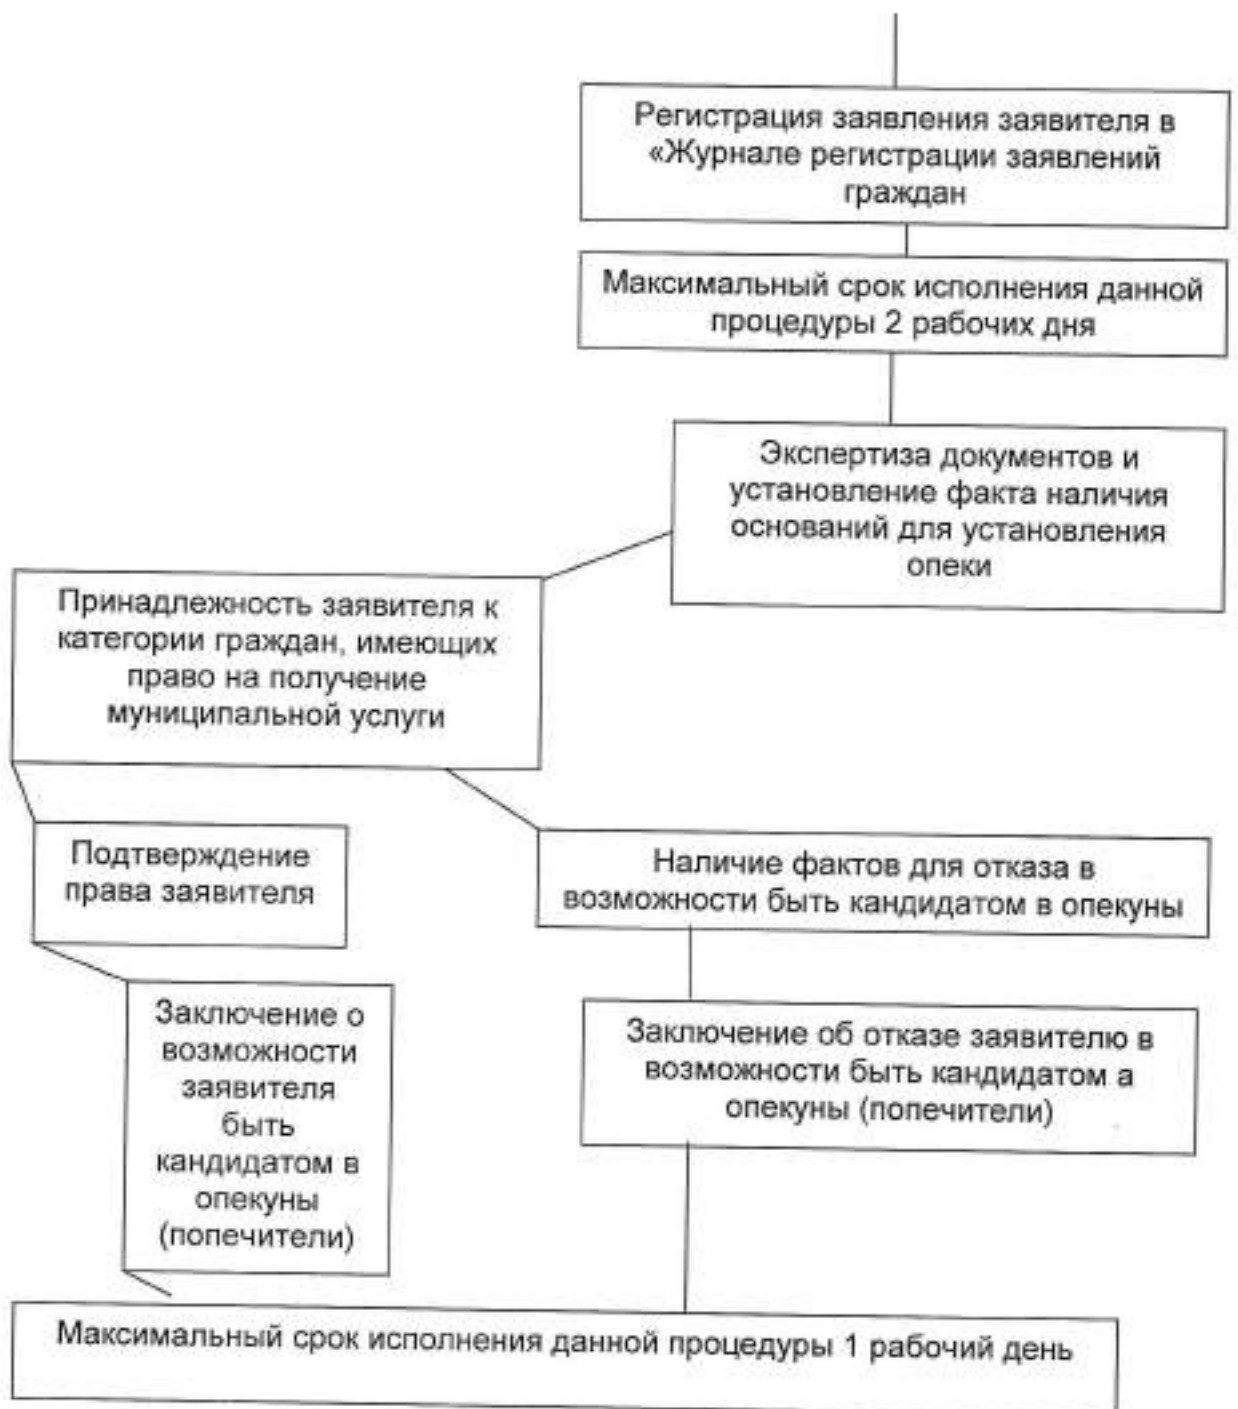 Регистрация заявления заявителя в
«Журнале регистрации заявлений
граждан
Максимальный срок исполнения данной
процедуры 2 рабочих дня
Экспертиза документов и
установление факта наличия
оснований для установления
опеки
Принадлежность заявителя к
категории граждан, имеющих
право на получение
муниципальной услуги
Подтверждение
права заявителя
Наличие фактов для отказа в
возможности быть кандидатом в опекуны
Заключение о
возможности
заявителя
быть
кандидатом в
опекуны
(попечители)
Заключение об отказе заявителю в
возможности быть кандидатом а
опекуны (попечители)
Максимальный срок исполнения данной процедуры 1 рабочий день